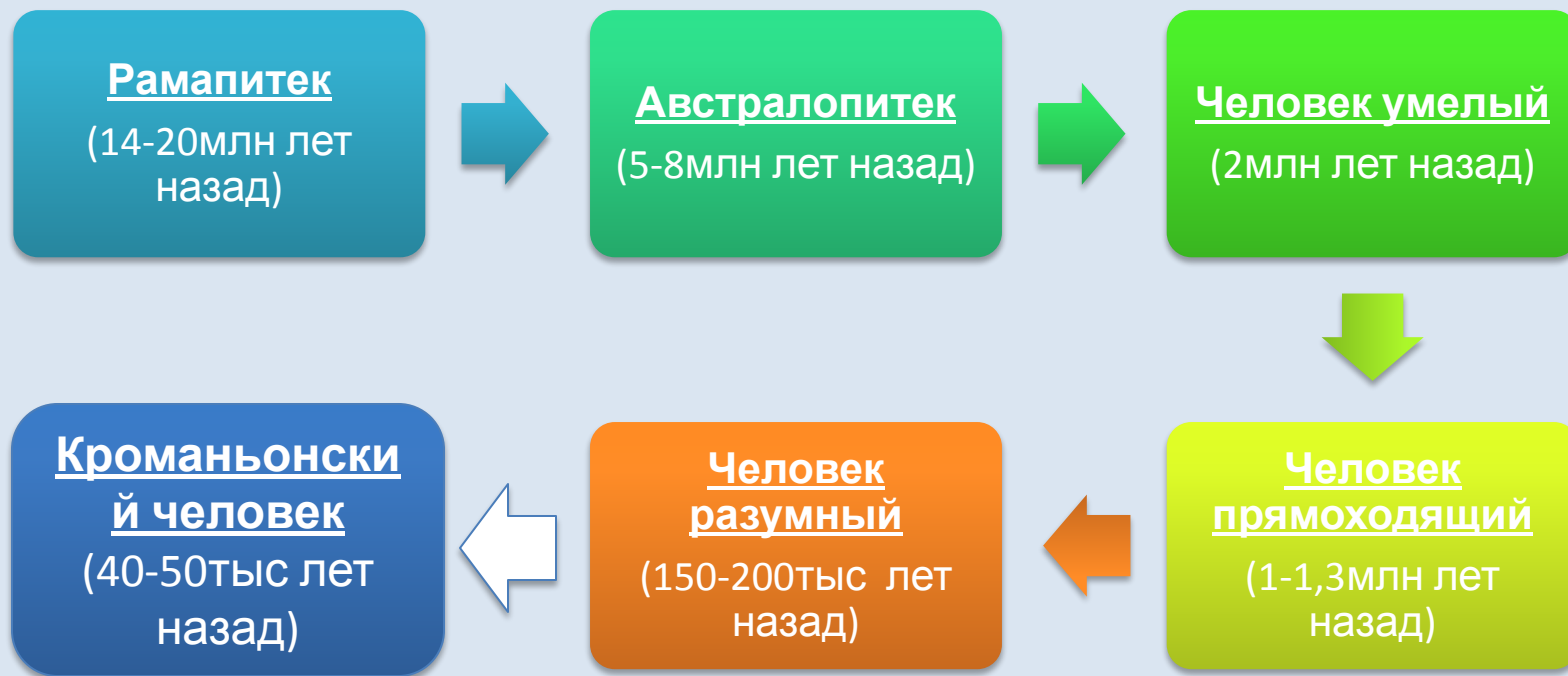 Рамапитек
(14-20млн лет
назад)
Австралопитек
(5-8млн лет назад)
Человек умелый
(2млн лет назад)
Человек
прямоходящий
(1-1,3млн лет
назад)
Человек
разумный
(150-200тыс  лет
назад)
Кроманьонски
й человек
(40-50тыс лет
назад)